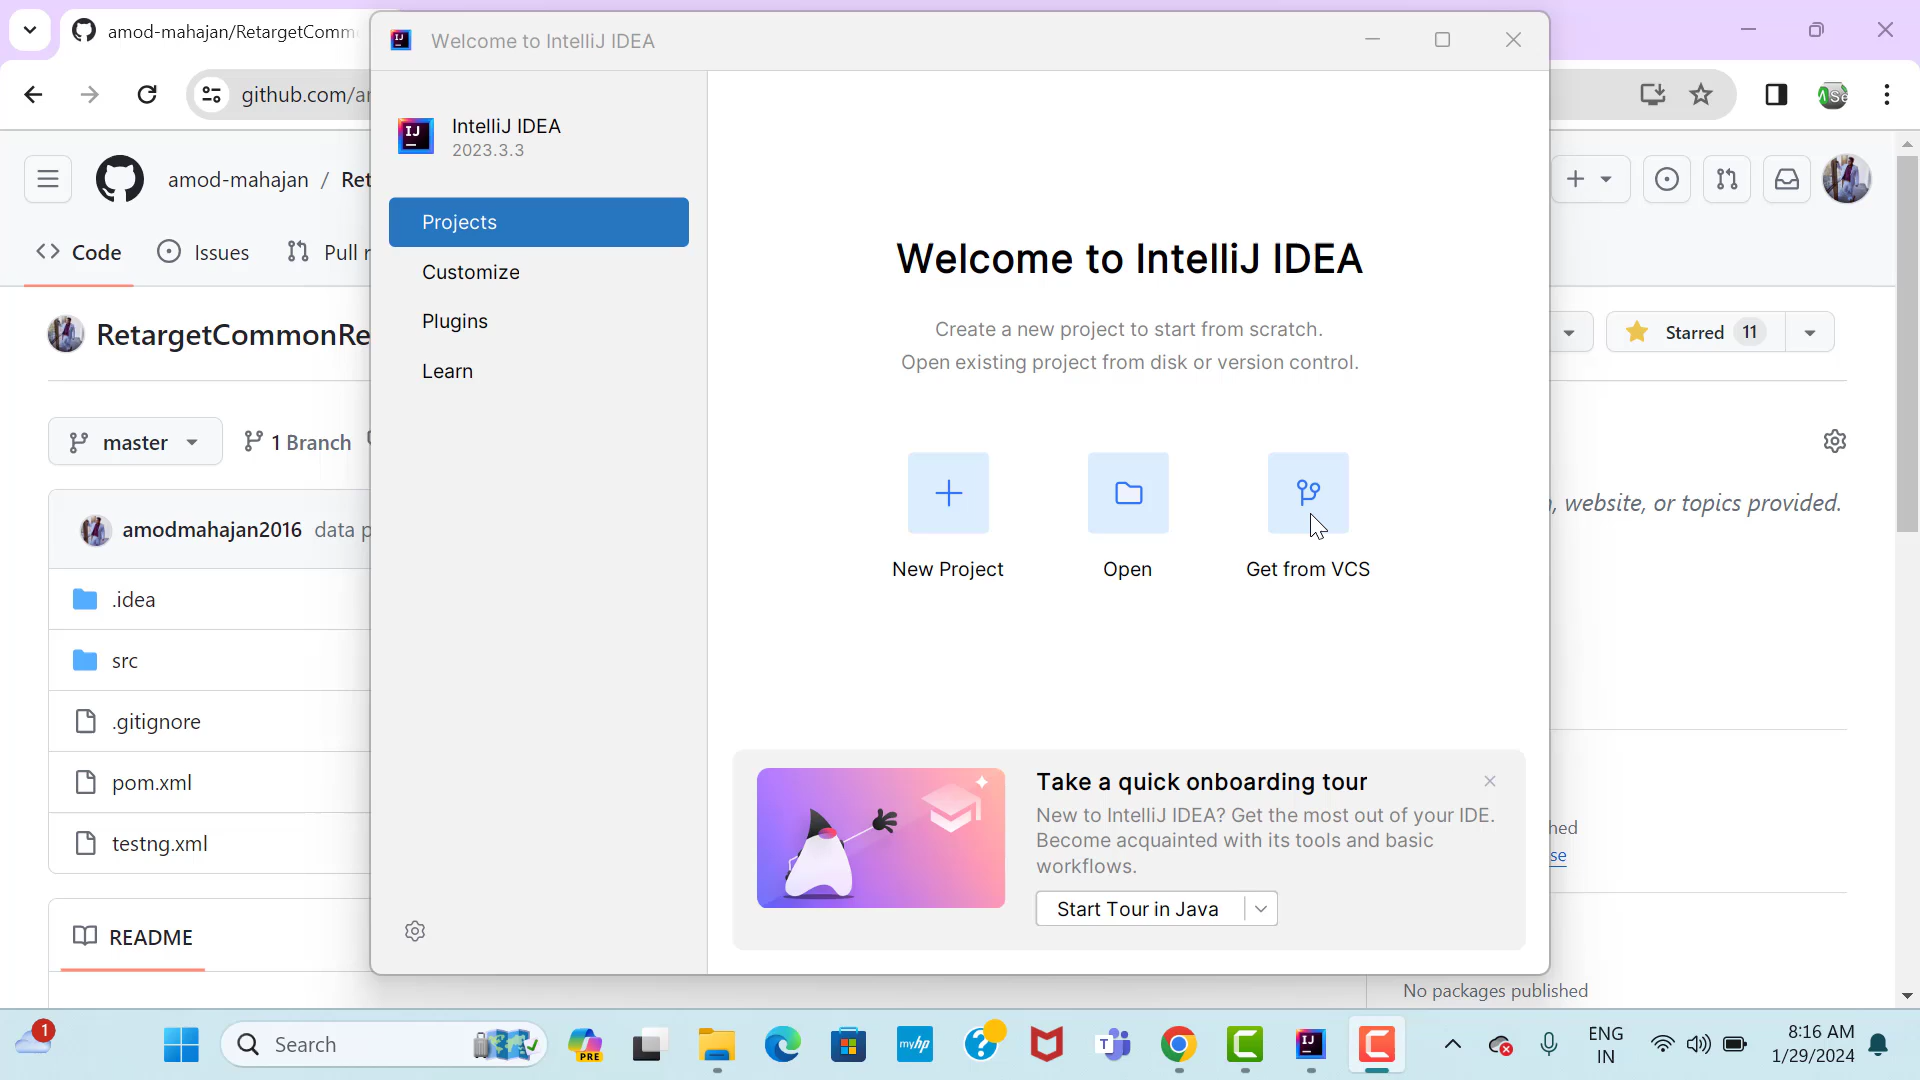 amod-mahajan/RetargetComm
Welcome to IntelliJ IDEA
github.com/a
IntelliJ IDEA
2023.3.3
amod-mahajan / Ret
Projects
Customize
Plugins
Learn
Code
Issues
Pull r
Welcome to IntelliJ IDEA
Create a new project to start from scratch.
Open existing project from disk or version control.
RetargetCommonRe
Starred 11
master
1 Branch
New Project
Open
Get from VCS
, website, or topics provided.
amodmahajan2016 data p
.idea
src
.gitignore
pom.xml
testng.xml
Take a quick onboarding tour
New to IntelliJ IDEA? Get the most out of your IDE.
Become acquainted with its tools and basic
workflows.
Start Tour in Java
hed
se
README
No packages published
1
Search
PRE
myhp
ENG
IN
8:16 AM
1/29/2024